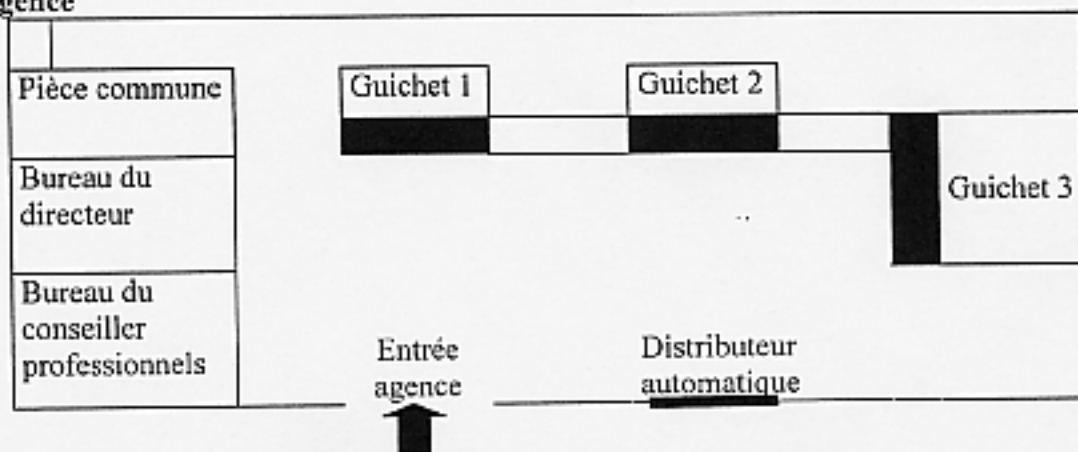 gence
Pièce commune
Guichet 1
Guichet 2
Bureau du
directeur
Guichet 3
Bureau du
conseiller
professionnels
Entrée
agence
Distributeur
automatique